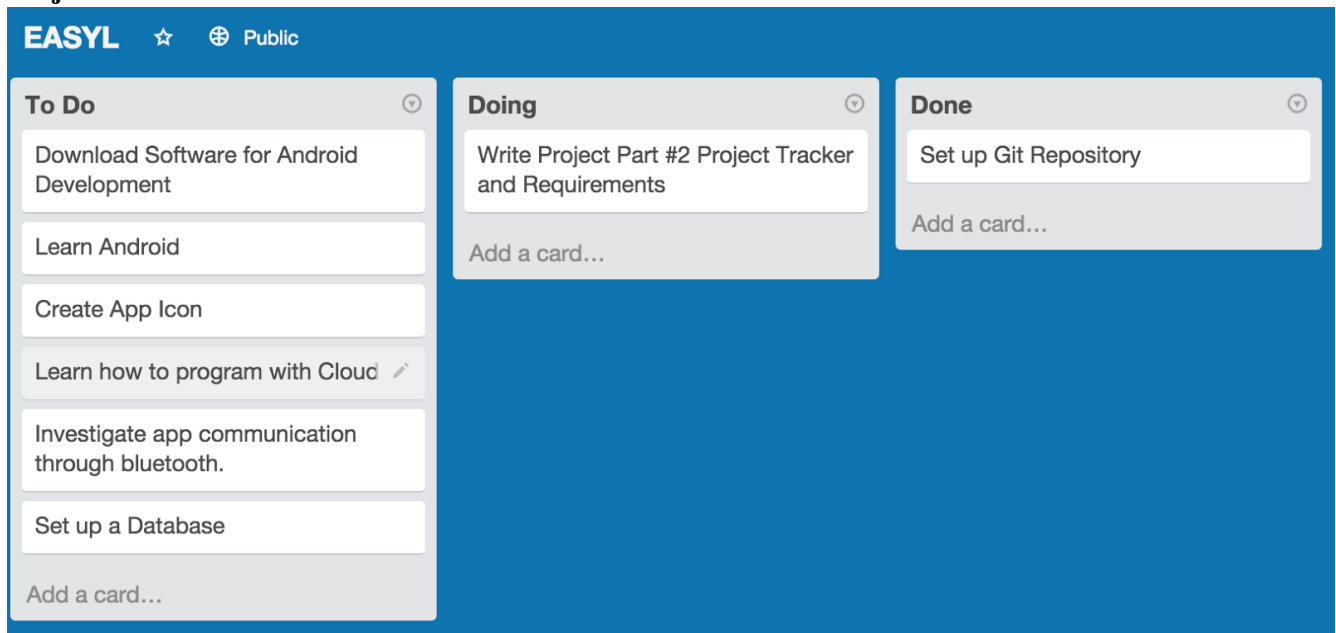 EASYL Public
To Do
Download Software for Android
Development
Learn Android
Create App Icon
Learn how to program with Cloud
Investigate app communication
through bluetooth.
Set up a Database
Add a card…
Doing
Write Project Part #2 Project Tracker
and Requirements
Add a card…
Done
Set up Git Repository
Add a card…